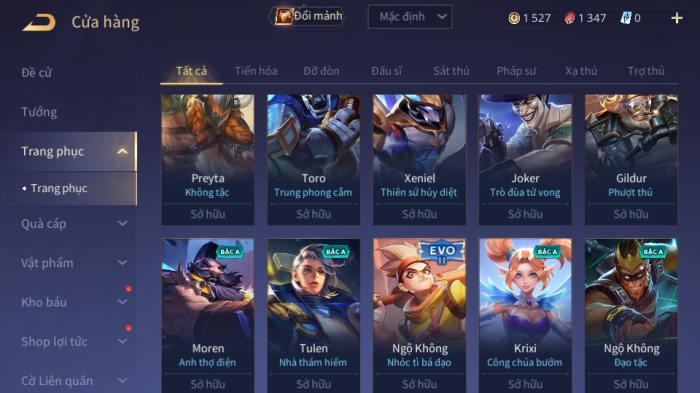 Cửa hàng
Đổi mảnh
Mặc định
1 527
1 347
0
Đề cử
Tướng
Trang phục
Trang phục
Quà cáp
Vật phẩm
Kho báu
Shop lợi tức
Cờ Liên quân
Tất cả
Tiến hóa
Đỡ đòn
Đấu sĩ
Sát thủ
Pháp sư
Xạ thủ
Trợ thủ
Preyta
Không tặc
Sở hữu
Toro
Trung phong cắm
Sở hữu
Xeniel
Thiên sứ hủy diệt
Sở hữu
Joker
Trò đùa tử vong
Sở hữu
Gildur
Phượt thủ
Sở hữu
BẬC A
Moren
Anh thợ điện
Sở hữu
BẬC A
Tulen
Nhà thám hiểm
Sở hữu
EVO
II
Ngộ Không
Nhóc tì bá đạo
Sở hữu
BẬC A
Krixi
Công chúa bướm
Sở hữu
BẬC A
Ngộ Không
Đạo tặc
Sở hữu